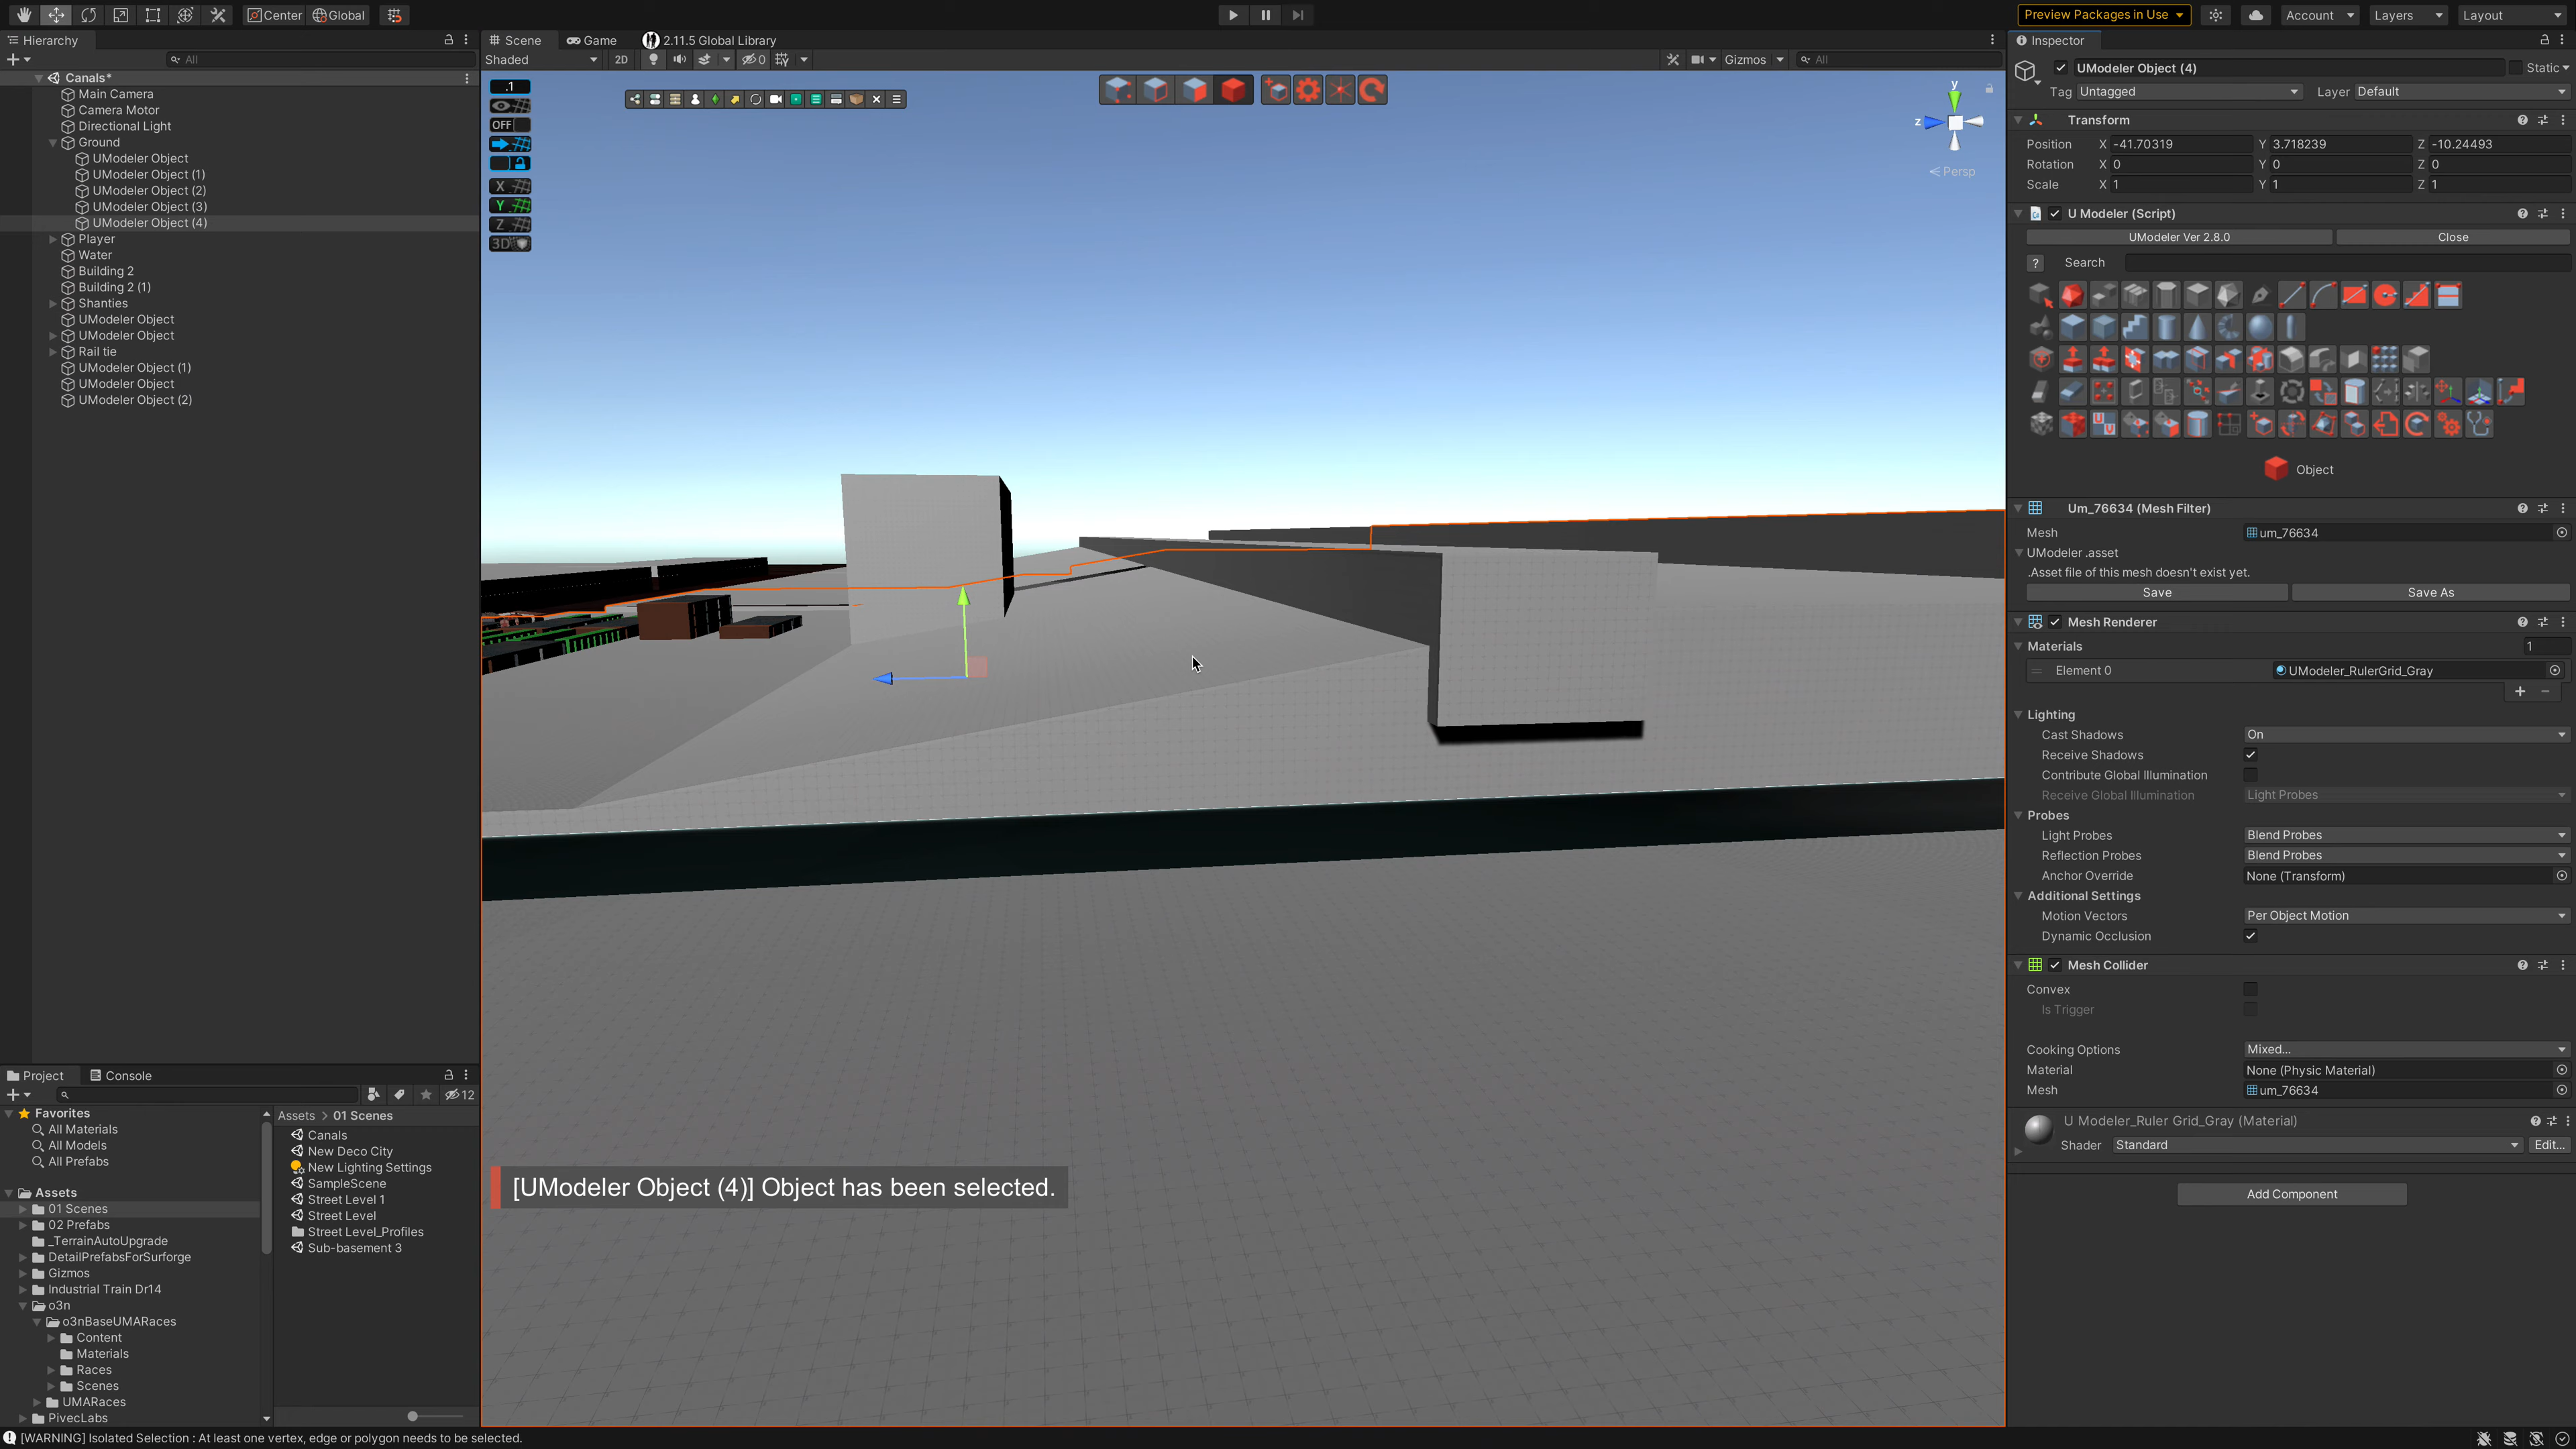 Center
Global
Preview Packages in Use
Account
Layers
Layout
Hierarchy
All
Canals*
Main Camera
Camera Motor
Directional Light
Ground
UModeler Object
UModeler Object (1)
UModeler Object (2)
UModeler Object (3)
UModeler Object (4)
Player
Water
Building 2
Building 2 (1)
Shanties
UModeler Object
UModeler Object
Rail tie
UModeler Object (1)
UModeler Object
UModeler Object (2)
Scene
Game
2.11.5 Global Library
Shaded
2D
0
Gizmos
All
.1
OFF
X
Y
Z
3D
y
z
Persp
[UModeler Object (4)] Object has been selected.
Inspector
UModeler Object (4)
Static
Tag Untagged
Layer Default
Transform
Position X -41.70319 Y 3.718239 Z -10.24493
Rotation X 0 Y 0 Z 0
Scale X 1 Y 1 Z 1
U Modeler (Script)
UModeler Ver 2.8.0
Close
? Search
Object
Um_76634 (Mesh Filter)
Mesh um_76634
UModeler .asset
.Asset file of this mesh doesn't exist yet.
Save
Save As
Mesh Renderer
Materials 1
Element 0 UModeler_RulerGrid_Gray
Lighting
Cast Shadows On
Receive Shadows
Contribute Global Illumination
Receive Global Illumination Light Probes
Probes
Light Probes Blend Probes
Reflection Probes Blend Probes
Anchor Override None (Transform)
Additional Settings
Motion Vectors Per Object Motion
Dynamic Occlusion
Mesh Collider
Convex
Is Trigger
Cooking Options Mixed...
Material None (Physic Material)
Mesh um_76634
U Modeler_Ruler Grid_Gray (Material)
Shader Standard Edit...
Add Component
Project
Console
12
Favorites
All Materials
All Models
All Prefabs
Assets
01 Scenes
02 Prefabs
_TerrainAutoUpgrade
DetailPrefabsForSurforge
Gizmos
Industrial Train Dr14
o3n
o3nBaseUMARaces
Content
Materials
Races
Scenes
UMARaces
PivecLabs
Assets > 01 Scenes
Canals
New Deco City
New Lighting Settings
SampleScene
Street Level 1
Street Level
Street Level_Profiles
Sub-basement 3
[WARNING] Isolated Selection : At least one vertex, edge or polygon needs to be selected.